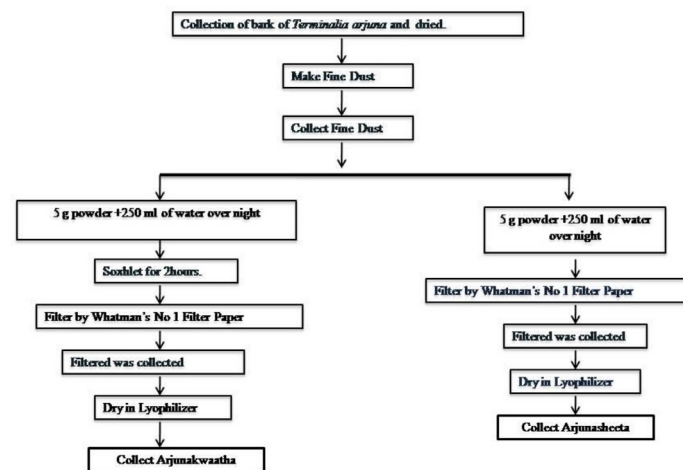 Collection of bark of Terminalia arjuna and dried.
Make Fine Dust
Collect Fine Dust
5 g powder +250 ml of water over night
Soxhlet for 2hours.
Filter by Whatman's No 1 Filter Paper
Filtered was collected
Dry in Lyophilizer
Collect Arjunakwaatha
5 g powder +250 ml of water
over night
Filter by Whatman's No 1 Filter Paper
Filtered was collected
Dry in Lyophilizer
Collect Arjunasheeta